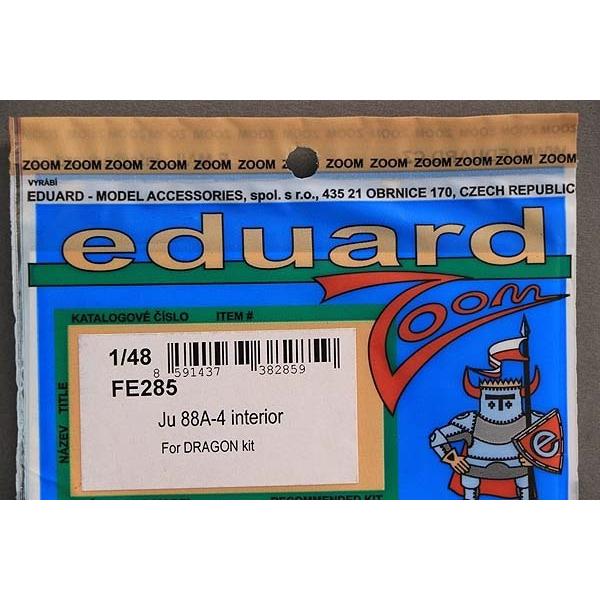 ZOOM ZOOM ZOOM ZOOM ZOOM ZOOM ZOOM ZOOM ZOOM ZOOM ZOOM ZOOM ZOOM
VYRÁBÍ
EDUARD - MODEL ACCESSORIES, spol. s r.o., 435 21 OBRNICE 170, CZECH REPUBLIC
eduard
Zoom
KATALOGOVÉ ČÍSLO ITEM #
1/48
8 591437 382859
FE285
Ju 88A-4 interior
For DRAGON kit
NÁZEV TITLE
e
RECOMMENDED KIT